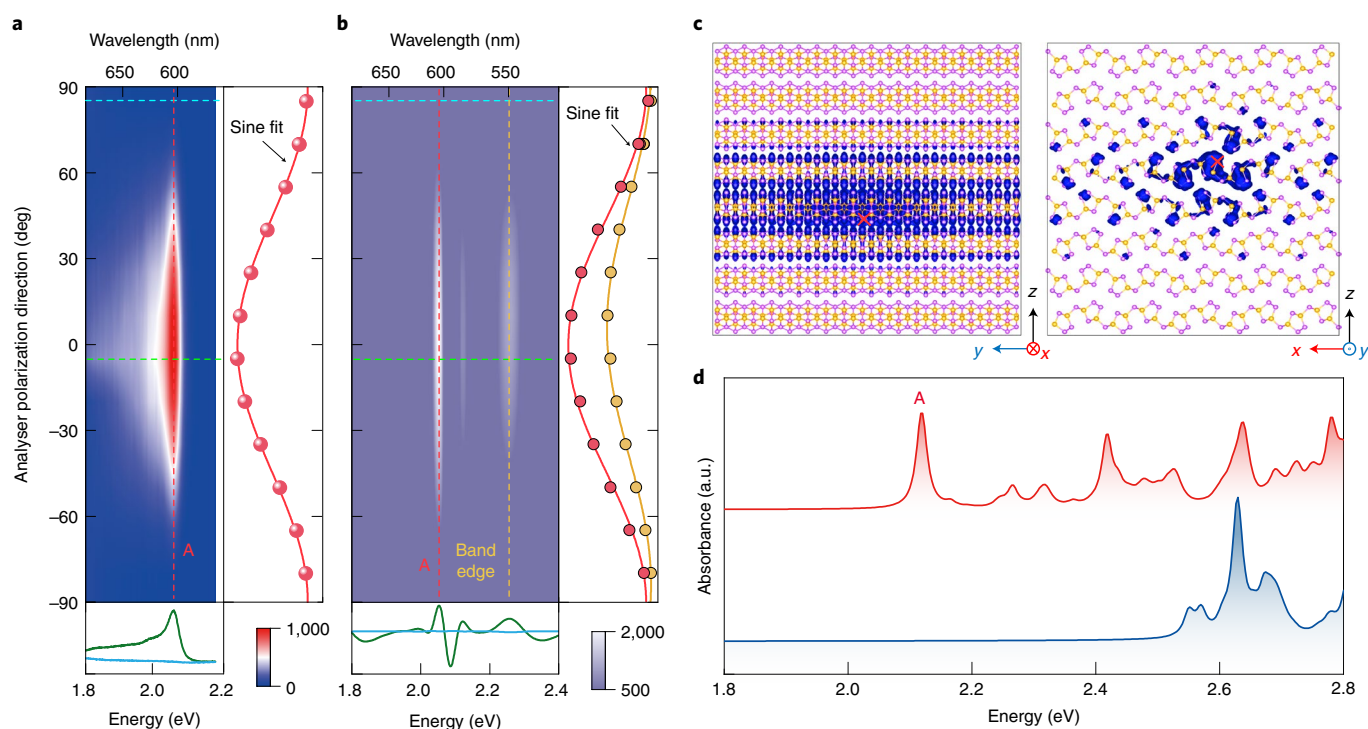 a
Wavelength (nm)
650 600
Analyser polarization direction (deg)
90
60
30
0
–30
–60
–90
Sine fit
A
1,000
0
1.8 2.0 2.2
Energy (eV)
b
Wavelength (nm)
650 600 550
Sine fit
A
Band
edge
2,000
500
1.8 2.0 2.2 2.4
Energy (eV)
c
z
y
x
z
x
y
d
Absorbance (a.u.)
A
1.8 2.0 2.2 2.4 2.6 2.8
Energy (eV)